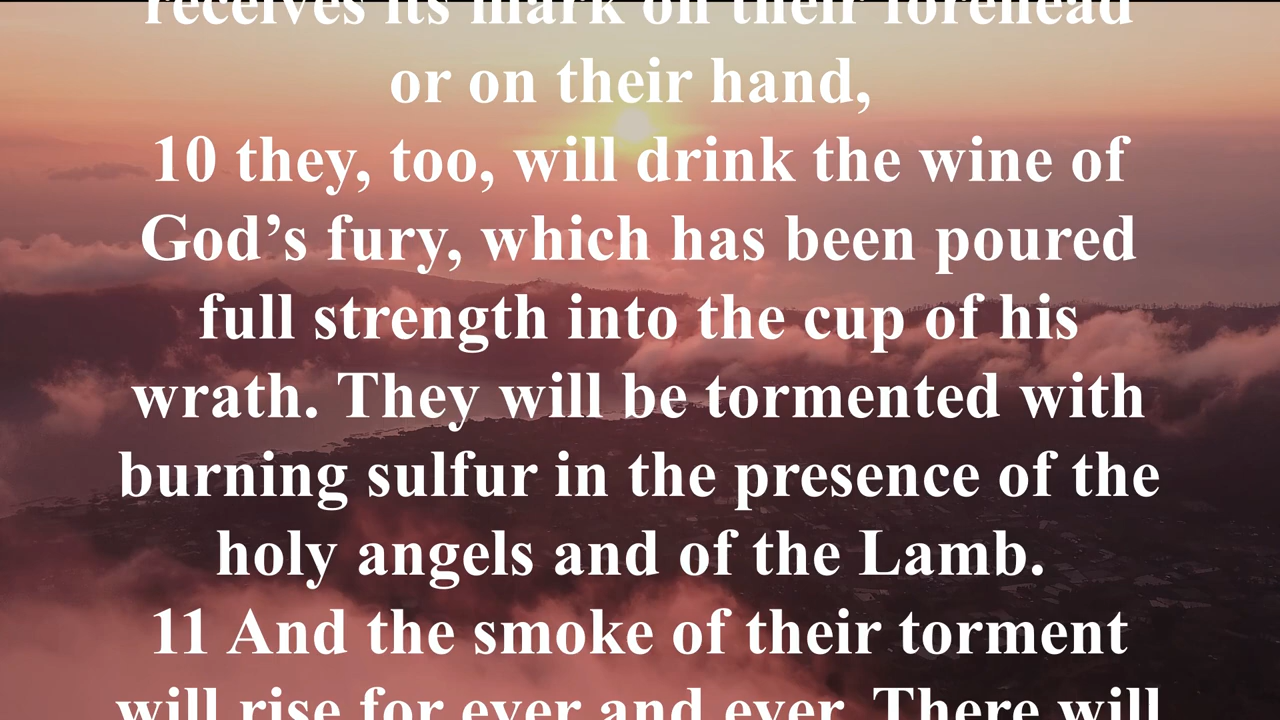 receives its mark on their forehead
or on their hand,
10 they, too, will drink the wine of
God’s fury, which has been poured
full strength into the cup of his
wrath. They will be tormented with
burning sulfur in the presence of the
holy angels and of the Lamb.
11 And the smoke of their torment
will rise for ever and ever. There will